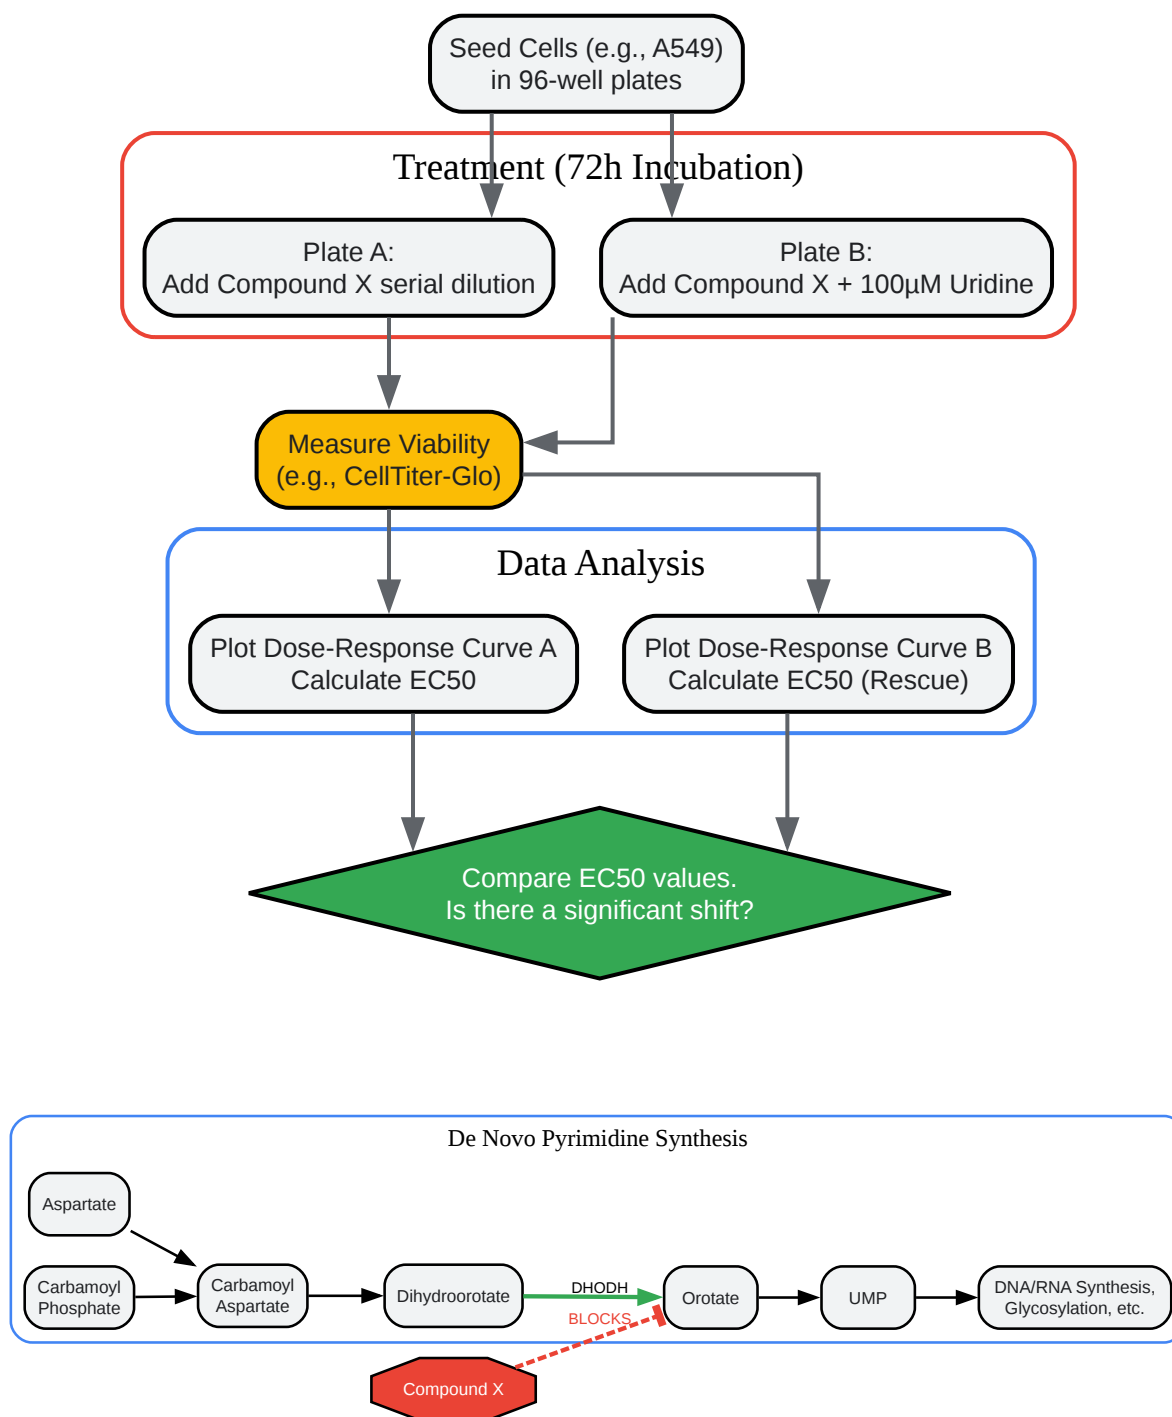 Seed Cells (e.g., A549)
in 96-well plates
Treatment (72h Incubation)
Plate A:
Add Compound X serial dilution
Plate B:
Add Compound X + 100µM Uridine
Measure Viability
(e.g., CellTiter-Glo)
Data Analysis
Plot Dose-Response Curve A
Calculate EC50
Plot Dose-Response Curve B
Calculate EC50 (Rescue)
Compare EC50 values.
Is there a significant shift?
De Novo Pyrimidine Synthesis
Aspartate
Carbamoyl
Phosphate
Carbamoyl
Aspartate
Dihydroorotate
DHODH
BLOCKS
Orotate
UMP
DNA/RNA Synthesis,
Glycosylation, etc.
Compound X